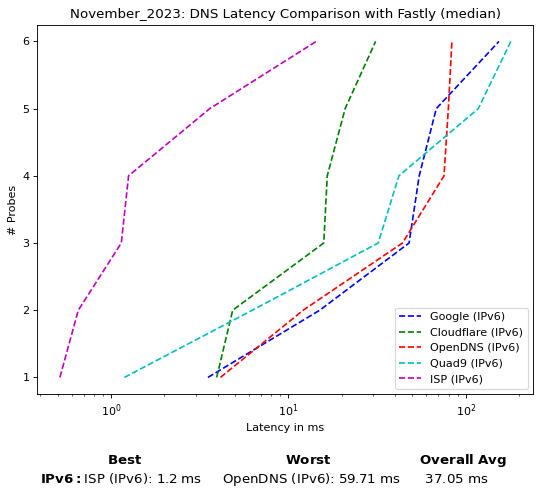 November_2023: DNS Latency Comparison with Fastly (median)
6
5
4
3
2
1
# Probes
Google (IPv6)
Cloudflare (IPv6)
OpenDNS (IPv6)
Quad9 (IPv6)
ISP (IPv6)
10⁰ 10¹ 10²
Latency in ms
Best Worst Overall Avg
IPv6: ISP (IPv6): 1.2 ms OpenDNS (IPv6): 59.71 ms 37.05 ms